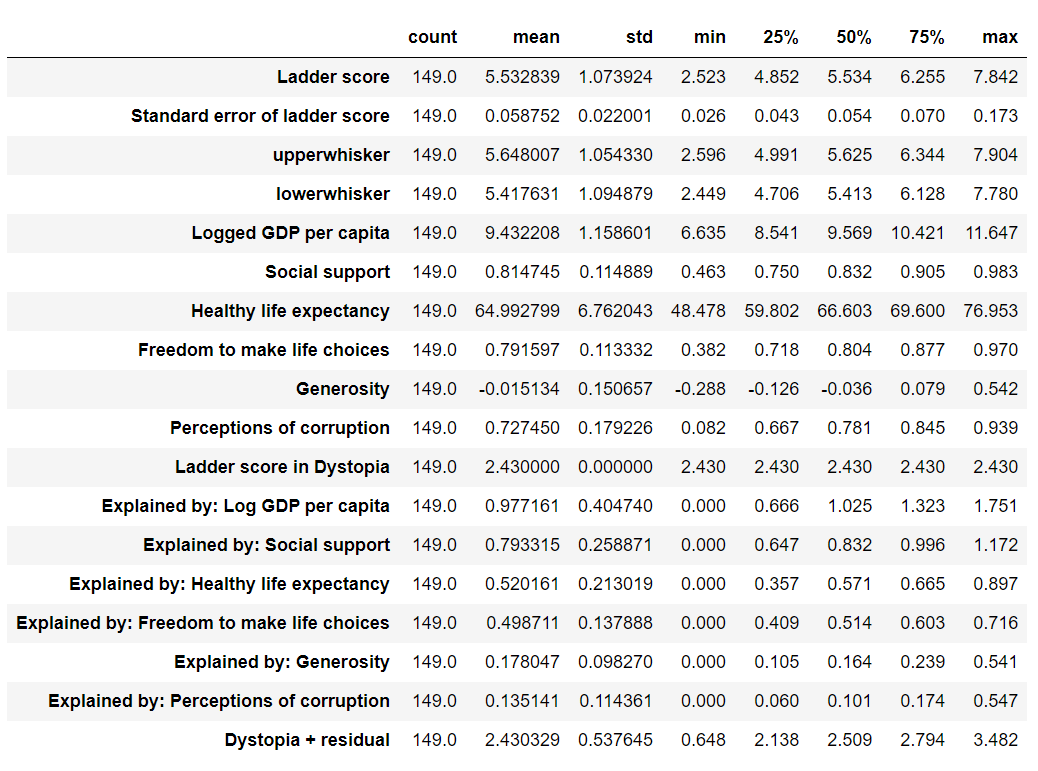 count mean std min 25% 50% 75% max
Ladder score 149.0 5.532839 1.073924 2.523 4.852 5.534 6.255 7.842
Standard error of ladder score 149.0 0.058752 0.022001 0.026 0.043 0.054 0.070 0.173
upperwhisker 149.0 5.648007 1.054330 2.596 4.991 5.625 6.344 7.904
lowerwhisker 149.0 5.417631 1.094879 2.449 4.706 5.413 6.128 7.780
Logged GDP per capita 149.0 9.432208 1.158601 6.635 8.541 9.569 10.421 11.647
Social support 149.0 0.814745 0.114889 0.463 0.750 0.832 0.905 0.983
Healthy life expectancy 149.0 64.992799 6.762043 48.478 59.802 66.603 69.600 76.953
Freedom to make life choices 149.0 0.791597 0.113332 0.382 0.718 0.804 0.877 0.970
Generosity 149.0 -0.015134 0.150657 -0.288 -0.126 -0.036 0.079 0.542
Perceptions of corruption 149.0 0.727450 0.179226 0.082 0.667 0.781 0.845 0.939
Ladder score in Dystopia 149.0 2.430000 0.000000 2.430 2.430 2.430 2.430 2.430
Explained by: Log GDP per capita 149.0 0.977161 0.404740 0.000 0.666 1.025 1.323 1.751
Explained by: Social support 149.0 0.793315 0.258871 0.000 0.647 0.832 0.996 1.172
Explained by: Healthy life expectancy 149.0 0.520161 0.213019 0.000 0.357 0.571 0.665 0.897
Explained by: Freedom to make life choices 149.0 0.498711 0.137888 0.000 0.409 0.514 0.603 0.716
Explained by: Generosity 149.0 0.178047 0.098270 0.000 0.105 0.164 0.239 0.541
Explained by: Perceptions of corruption 149.0 0.135141 0.114361 0.000 0.060 0.101 0.174 0.547
Dystopia + residual 149.0 2.430329 0.537645 0.648 2.138 2.509 2.794 3.482